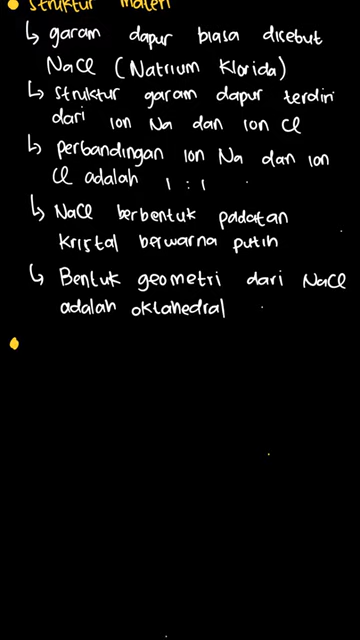 Struktur materi
↳ garam dapur biasa disebut
NaCl (Natrium Klorida)
↳ Struktur garam dapur terdiri
dari ion Na dan ion Cl
↳ perbandingan ion Na dan ion
Cl adalah 1 : 1
↳ NaCl berbentuk padatan
kristal berwarna putih
↳ Bentuk geometri dari NaCl
adalah oktahedral